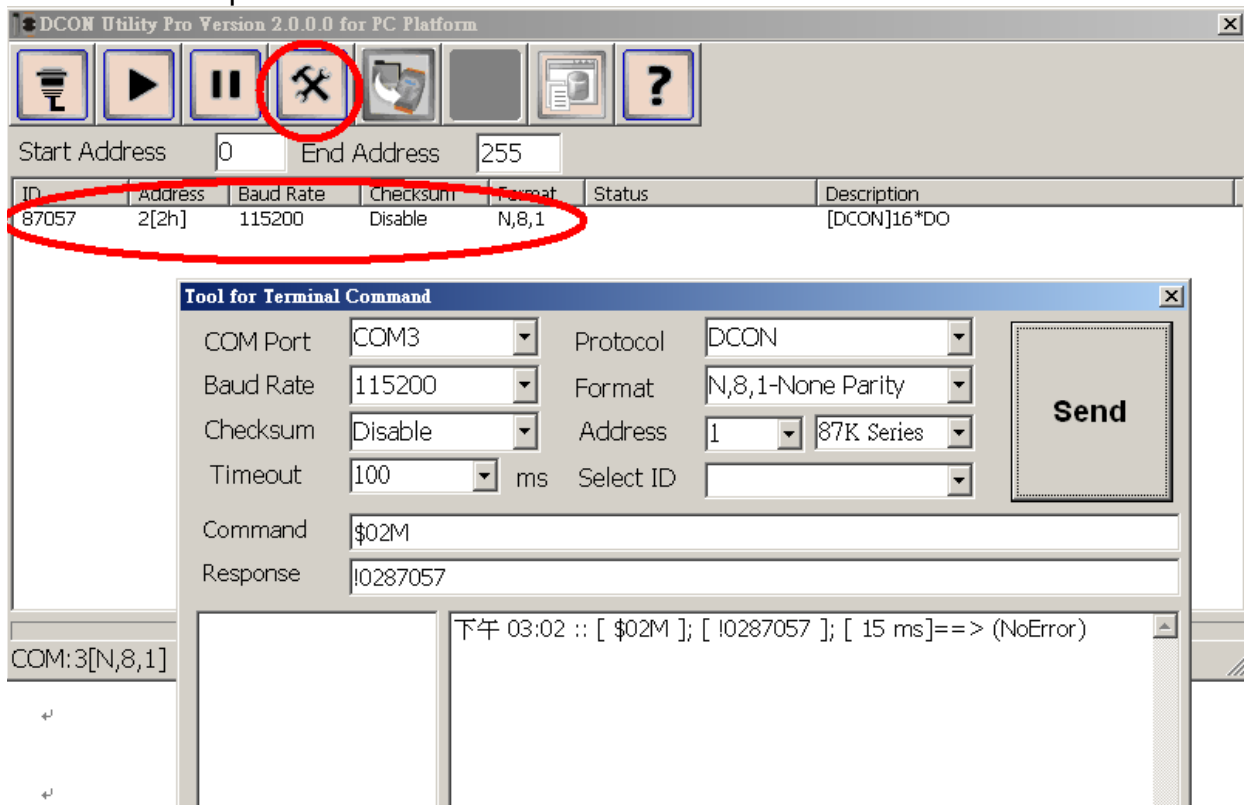 DCON Utility Pro Version 2.0.0.0 for PC Platform
Start Address 0 End Address 255
ID Address Baud Rate Checksum Format Status Description
87057 2[2h] 115200 Disable N,8,1 [DCON]16*DO
Tool for Terminal Command
COM Port COM3 Protocol DCON
Baud Rate 115200 Format N,8,1-None Parity
Send
Checksum Disable Address 1 87K Series
Timeout 100 ms Select ID
Command $02M
Response !0287057
下午 03:02 :: [ $02M ]; [ !0287057 ]; [ 15 ms]==> (NoError)
COM:3[N,8,1]